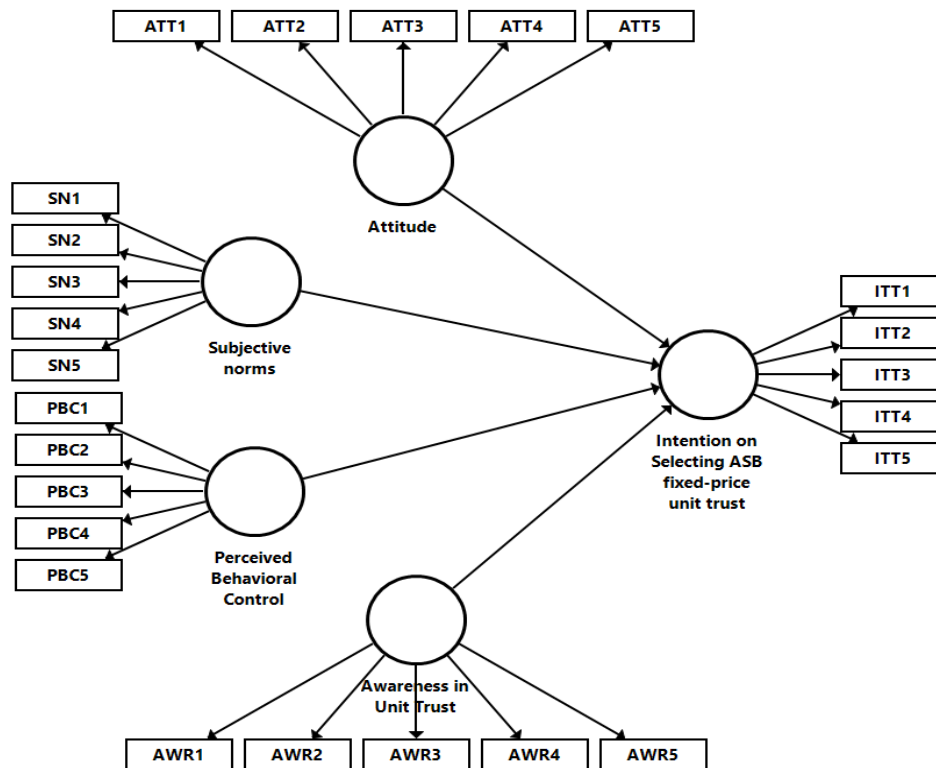 ATT1
ATT2
ATT3
ATT4
ATT5
Attitude
SN1
SN2
SN3
SN4
SN5
Subjective
norms
ITT1
ITT2
ITT3
ITT4
ITT5
Intention on
Selecting ASB
fixed-price
unit trust
PBC1
PBC2
PBC3
PBC4
PBC5
Perceived
Behavioral
Control
Awareness in
Unit Trust
AWR1
AWR2
AWR3
AWR4
AWR5